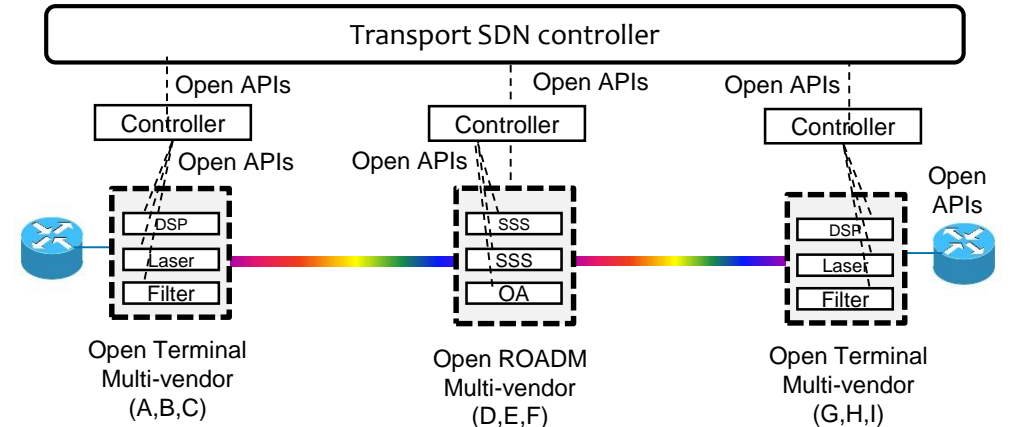 Transport SDN controller
Open APIs
Open APIs
Open APIs
Controller
Controller
Controller
Open APIs
Open APIs
Open
APIs
DSP
Laser
Filter
SSS
SSS
OA
DSP
Laser
Filter
Open Terminal
Multi-vendor
(A,B,C)
Open ROADM
Multi-vendor
(D,E,F)
Open Terminal
Multi-vendor
(G,H,I)